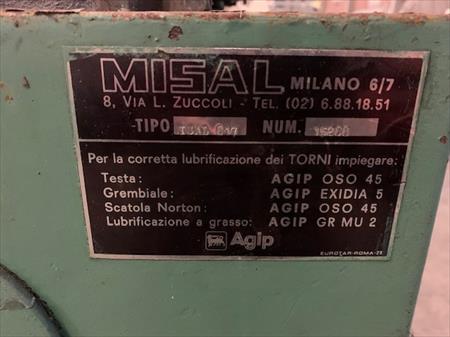 MISAL MILANO 6/7
8, VIA L. ZUCCOLI - TEL. (02) 6.88.18.51
TIPO NUM.
Per la corretta lubrificazione dei TORNI impiegare:
Testa: AGIP OSO 45
Grembiale: AGIP EXIDIA 5
Scatola Norton: AGIP OSO 45
Lubrificazione a grasso: AGIP GR MU 2
Agip